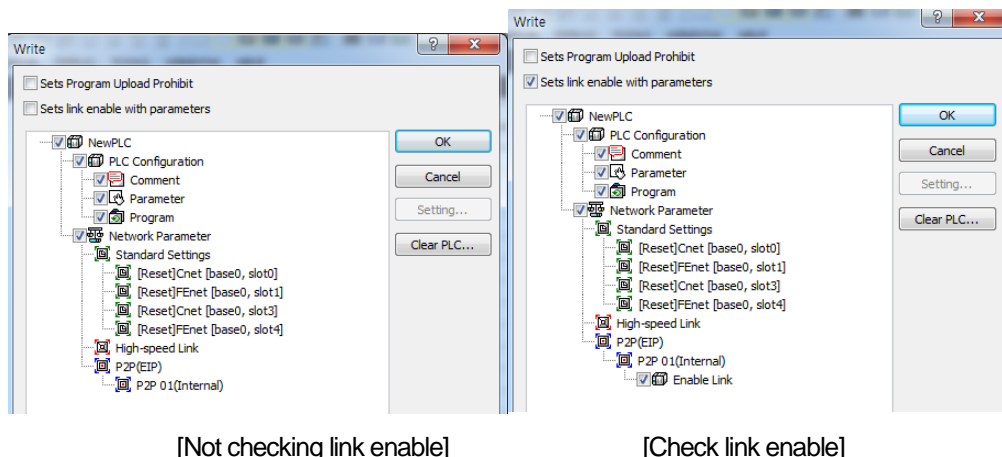 Write
Sets Program Upload Prohibit
Sets link enable with parameters
NewPLC
PLC Configuration
Comment
Parameter
Program
Network Parameter
Standard Settings
[Reset]Cnet [base0, slot0]
[Reset]FEnet [base0, slot1]
[Reset]Cnet [base0, slot3]
[Reset]FEnet [base0, slot4]
High-speed Link
P2P(EIP)
P2P 01(Internal)
OK
Cancel
Setting...
Clear PLC...
[Not checking link enable]
Write
Sets Program Upload Prohibit
Sets link enable with parameters
NewPLC
PLC Configuration
Comment
Parameter
Program
Network Parameter
Standard Settings
[Reset]Cnet [base0, slot0]
[Reset]FEnet [base0, slot1]
[Reset]Cnet [base0, slot3]
[Reset]FEnet [base0, slot4]
High-speed Link
P2P(EIP)
P2P 01(Internal)
Enable Link
OK
Cancel
Setting...
Clear PLC...
[Check link enable]